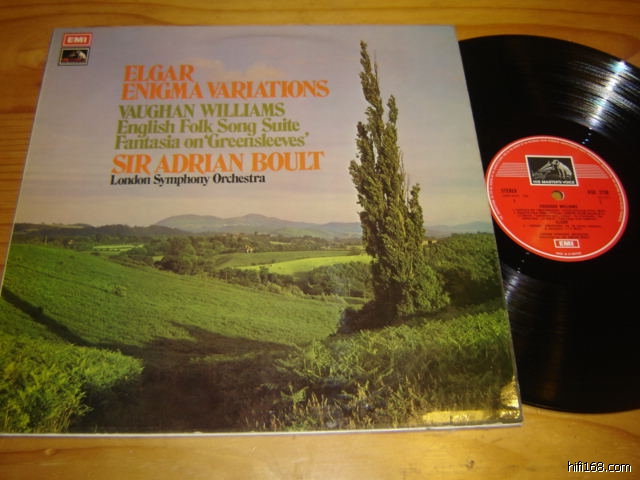 EMI
ELGAR
ENIGMA VARIATIONS
VAUGHAN WILLIAMS
English Folk Song Suite
Fantasia on 'Greensleeves'
SIR ADRIAN BOULT
London Symphony Orchestra
HIS MASTER'S VOICE
STEREO
VAUGHAN WILLIAMS
EMI
hifi168.com